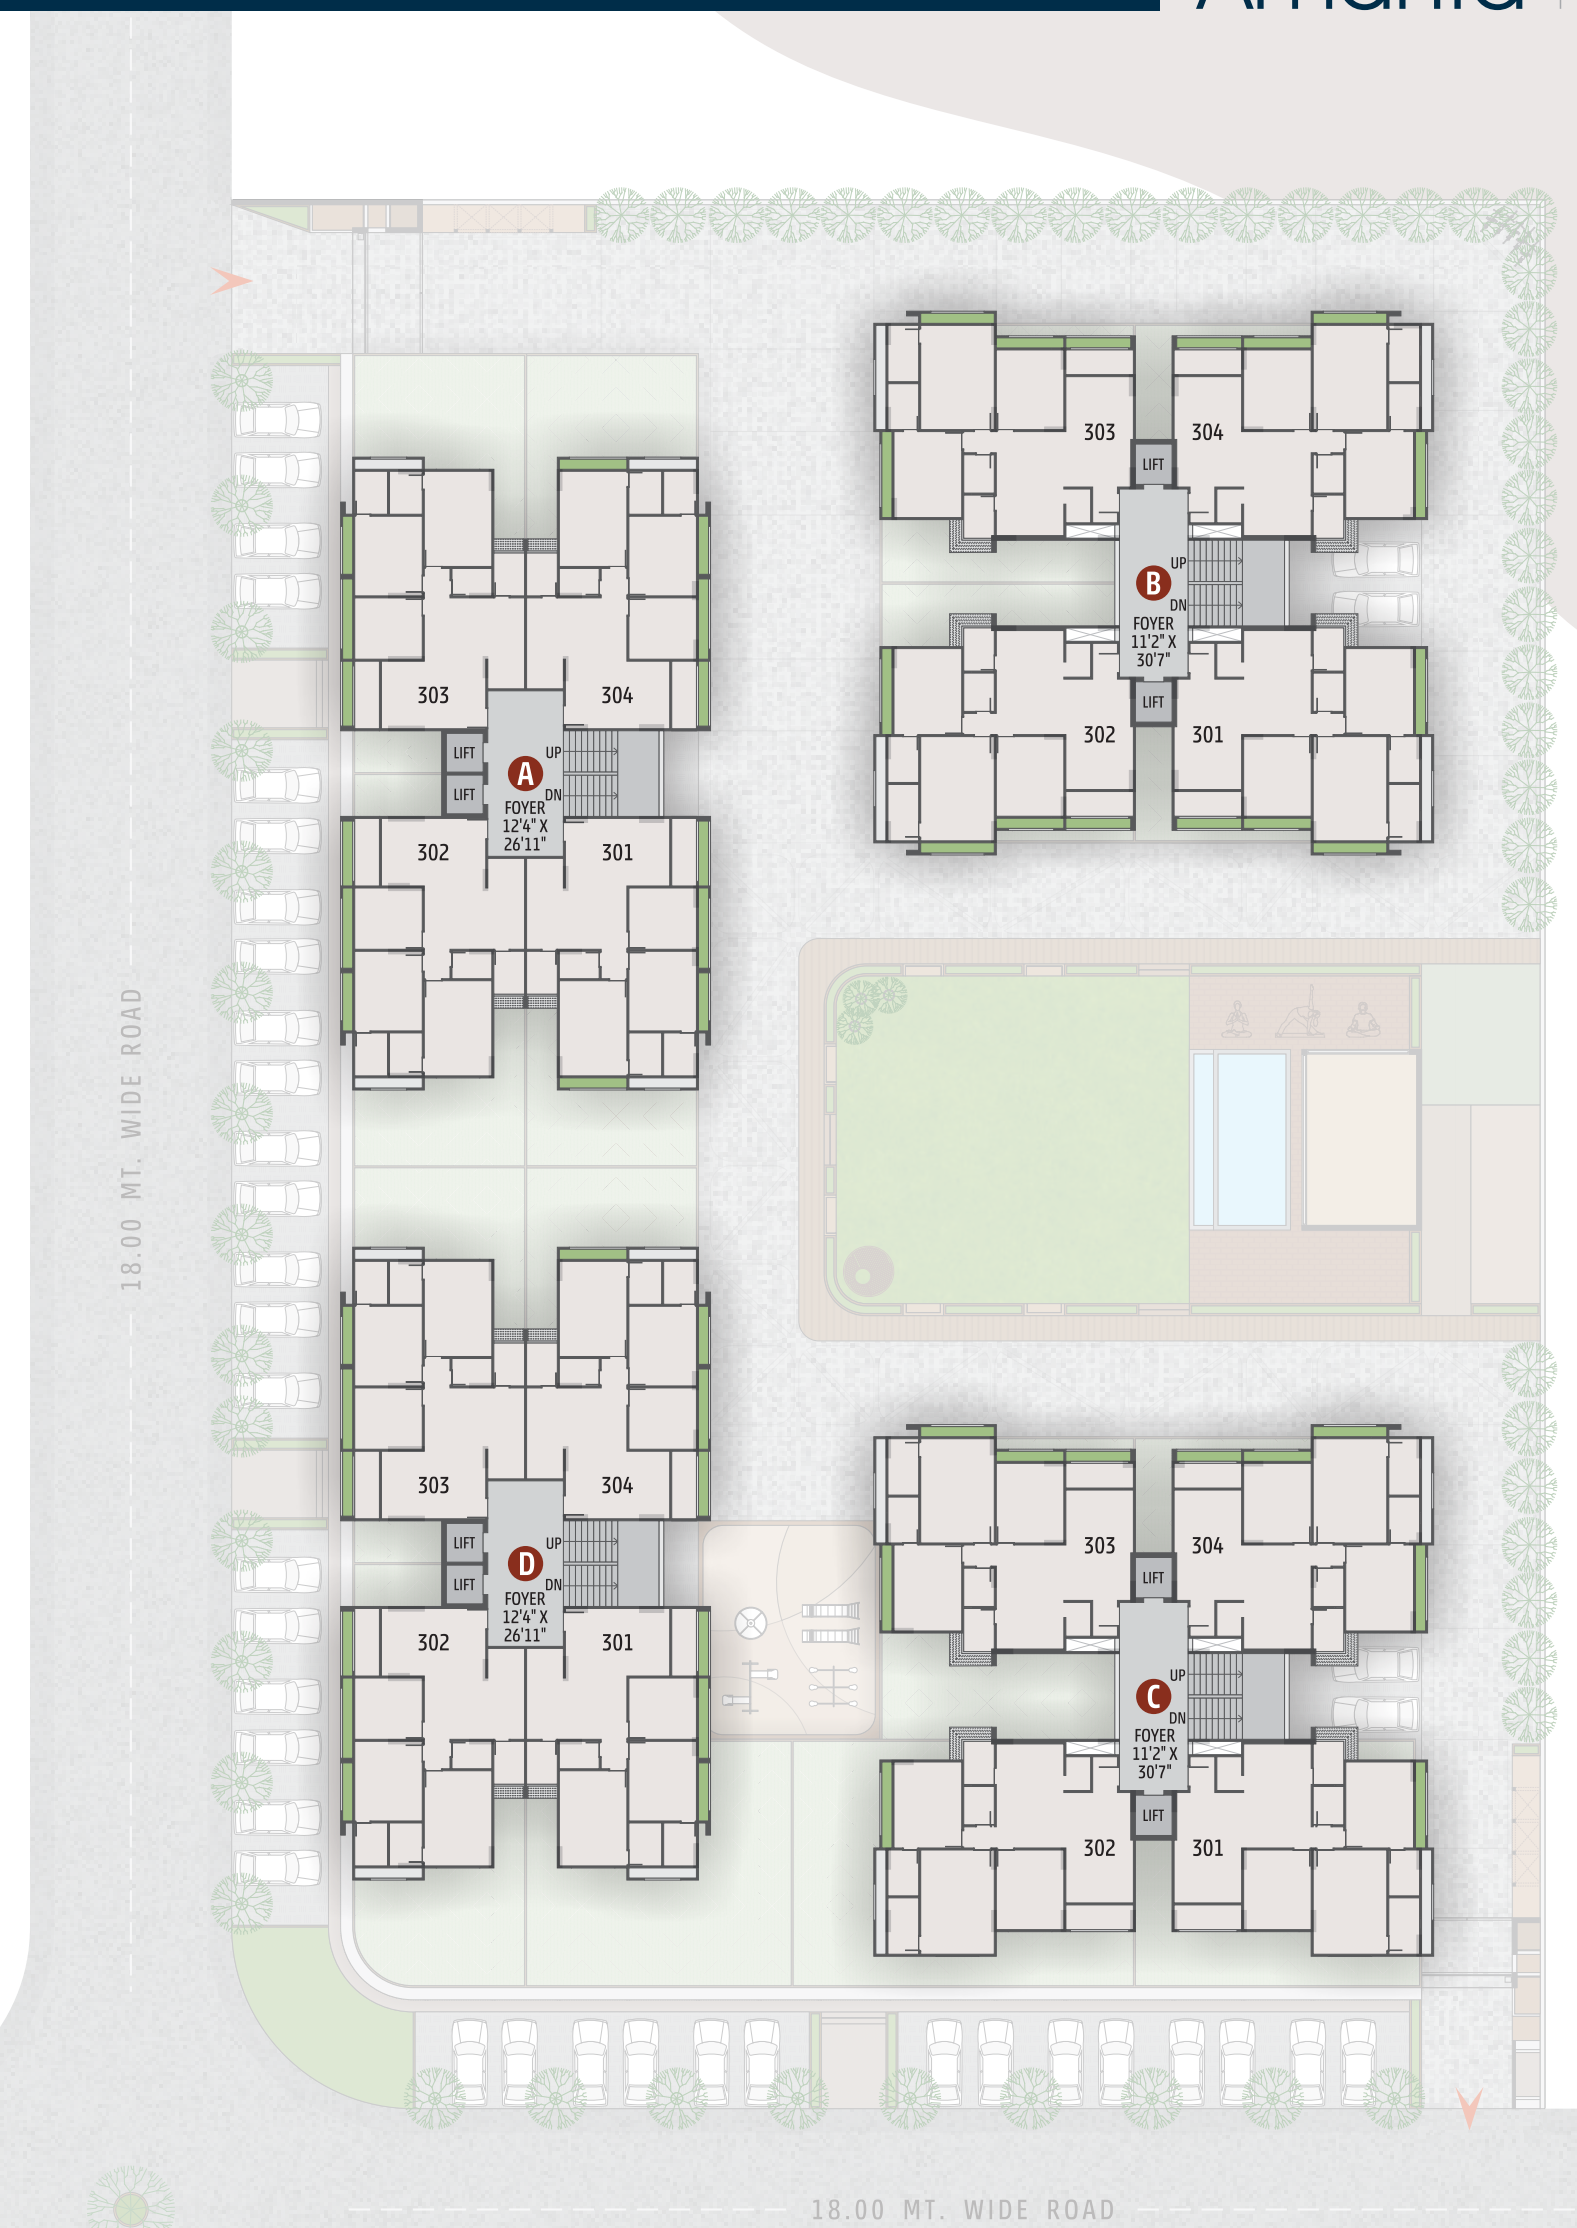 303
304
LIFT
UP
B
DN
FOYER
11'2" X
30'7"
LIFT
302
301
303
304
LIFT
UP
A
LIFT
DN
FOYER
12'4" X
26'11"
302
301
18.00 MT. WIDE ROAD
303
304
LIFT
UP
D
LIFT
DN
FOYER
12'4" X
26'11"
302
301
303
304
LIFT
UP
C
DN
FOYER
11'2" X
30'7"
LIFT
302
301
18.00 MT. WIDE ROAD